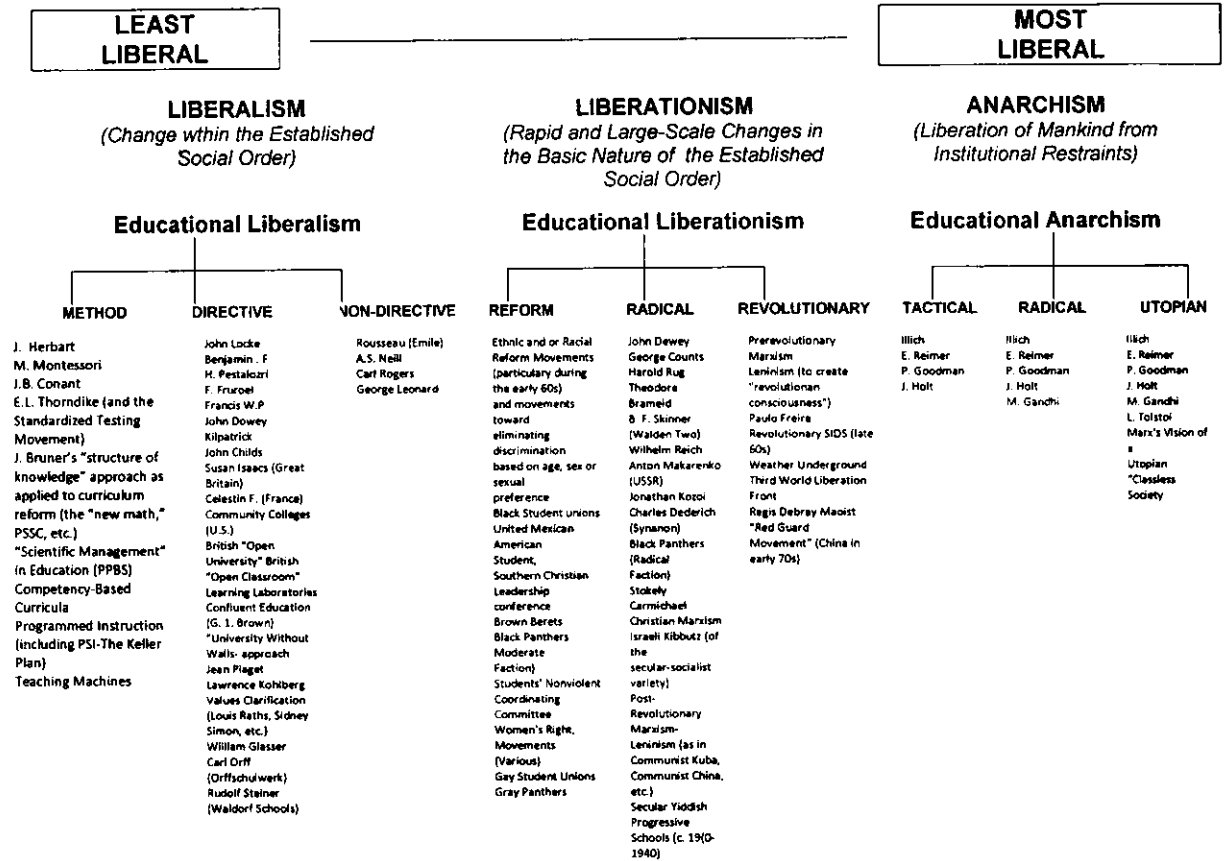 LEAST
LIBERAL
MOST
LIBERAL
LIBERALISM
(Change wthin the Established
Social Order)
LIBERATIONISM
(Rapid and Large-Scale Changes in
the Basic Nature of the Established
Social Order)
ANARCHISM
(Liberation of Mankind from
Institutional Restraints)
Educational Liberalism
Educational Liberationism
Educational Anarchism
METHOD
J. Herbart
M. Montessori
J.B. Conant
E.L. Thorndike (and the
Standardized Testing
Movement)
J. Bruner's "structure of
knowledge" approach as
applied to curriculum
reform (the "new math,"
PSSC, etc.)
"Scientific Management"
in Education (PPBS)
Competency-Based
Curricula
Programmed Instruction
(including PSI-The Keller
Plan)
Teaching Machines
DIRECTIVE
John Locke
Benjamin . F
H. Pestalozri
F. Fruroel
Francis W.P
John Dowey
Kilpatrick
John Childs
Susan Isaacs (Great
Britain)
Celestin F. (France)
Community Colleges
(U.S.)
British "Open
University" British
"Open Classroom"
Learning Laboratories
Confluent Education
(G. 1. Brown)
"University Without
Walls- approach
Jean Piaget
Lawrence Kohlberg
Values Clarification
(Louis Raths, Sidney
Simon, etc.)
William Glasser
Carl Orff
(Orffschulwerk)
Rudolf Steiner
(Waldorf Schools)
NON-DIRECTIVE
Rousseau (Emile)
A.S. Neill
Carl Rogers
George Leonard
REFORM
Ethnic and or Racial
Reform Movements
(particulary during
the early 60s)
and movements
toward
eliminating
discrimination
based on age, sex or
sexual
preference
Black Student unions
United Mexican
American
Student,
Southern Christian
Leadership
conference
Brown Berets
Black Panthers
Moderate
Faction)
Students' Nonviolent
Coordinating
Committee
Women's Right,
Movements
(Various)
Gay Student Unions
Gray Panthers
RADICAL
John Dewey
George Counts
Harold Rug
Theodore
Brameid
B. F. Skinner
(Walden Two)
Wilhelm Reich
Anton Makarenko
(USSR)
Jonathan Kozoi
Charles Dederich
(Synanon)
Black Panthers
(Radical
Faction)
Stokely
Carmichael
Christian Marxism
Israeli Kibbutz (of
the
secular-socialist
variety)
Post-
Revolutionary
Marxism-
Leninism (as in
Communist Kuba,
Communist China,
etc.)
Secular Yiddish
Progressive
Schools (c.
1940)
REVOLUTIONARY
Prerevolutionary
Marxism
Leninism (to create
"revolutionan
consciousness")
Paulo Freire
Revolutionary SIDS (late
60s)
Weather Underground
Third World Liberation
Front
Regis Debray Maoist
"Red Guard
Movement" (China in
early 70s)
TACTICAL
Illich
E. Reimer
P. Goodman
J. Holt
RADICAL
Illich
E. Reimer
P. Goodman
J. Holt
M. Gandhi
UTOPIAN
Illich
E. Reimer
P. Goodman
J. Holt
M. Gandhi
L. Tolstoi
Marx's Vision of
Utopian
"Classless
Society